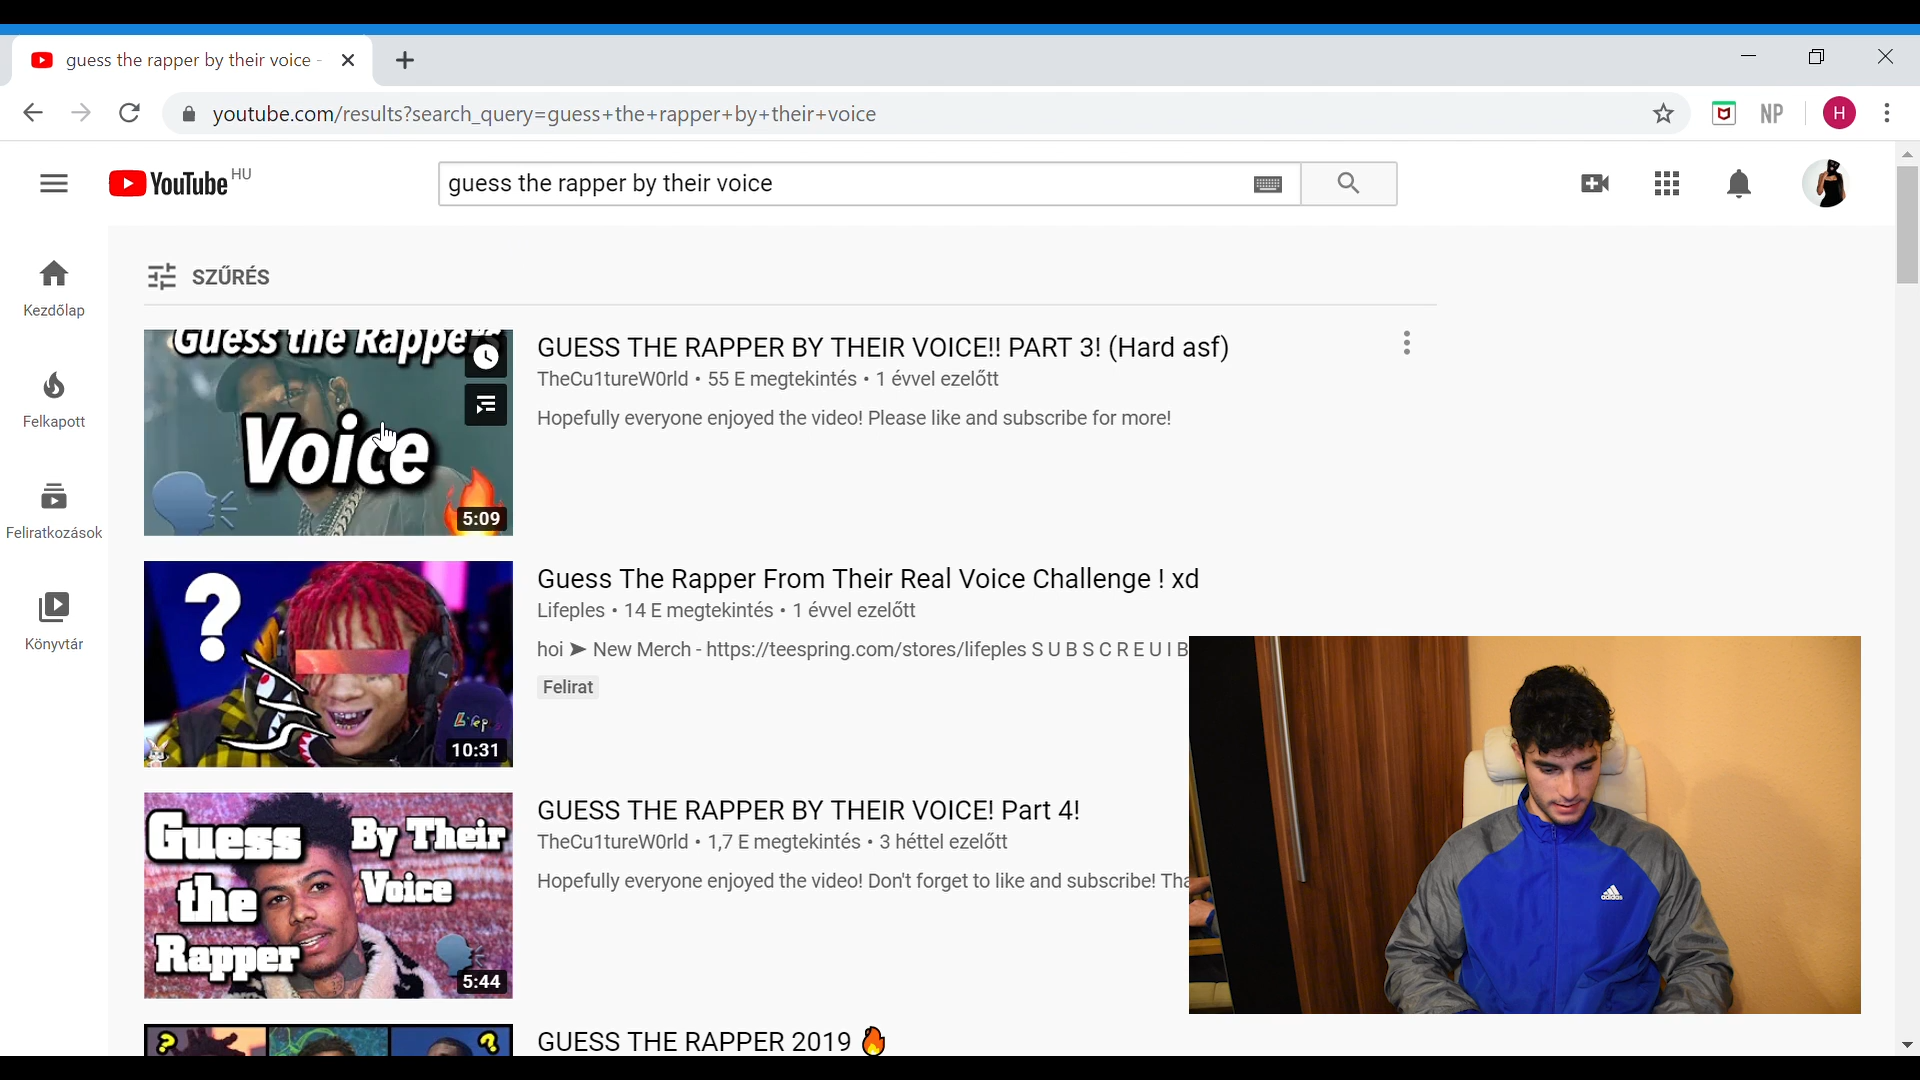 guess the rapper by their voice -
youtube.com/results?search_query=guess+the+rapper+by+their+voice
NP
H
YouTube HU
guess the rapper by their voice
SZŰRÉS
Kezdőlap
Felkapott
Feliratkozások
Könyvtár
Guess the Rapper
Voice
5:09
GUESS THE RAPPER BY THEIR VOICE!! PART 3! (Hard asf)
TheCu1tureW0rld • 55 E megtekintés • 1 évvel ezelőtt
Hopefully everyone enjoyed the video! Please like and subscribe for more!
?
10:31
Guess The Rapper From Their Real Voice Challenge ! xd
Lifeples • 14 E megtekintés • 1 évvel ezelőtt
hoi ➤ New Merch - https://teespring.com/stores/lifeples S U B S C R E U I B
Felirat
Guess By Their
the Voice
Rapper
5:44
GUESS THE RAPPER BY THEIR VOICE! Part 4!
TheCu1tureW0rld • 1,7 E megtekintés • 3 héttel ezelőtt
Hopefully everyone enjoyed the video! Don't forget to like and subscribe! Tha
adidas
? ?
GUESS THE RAPPER 2019 🔥